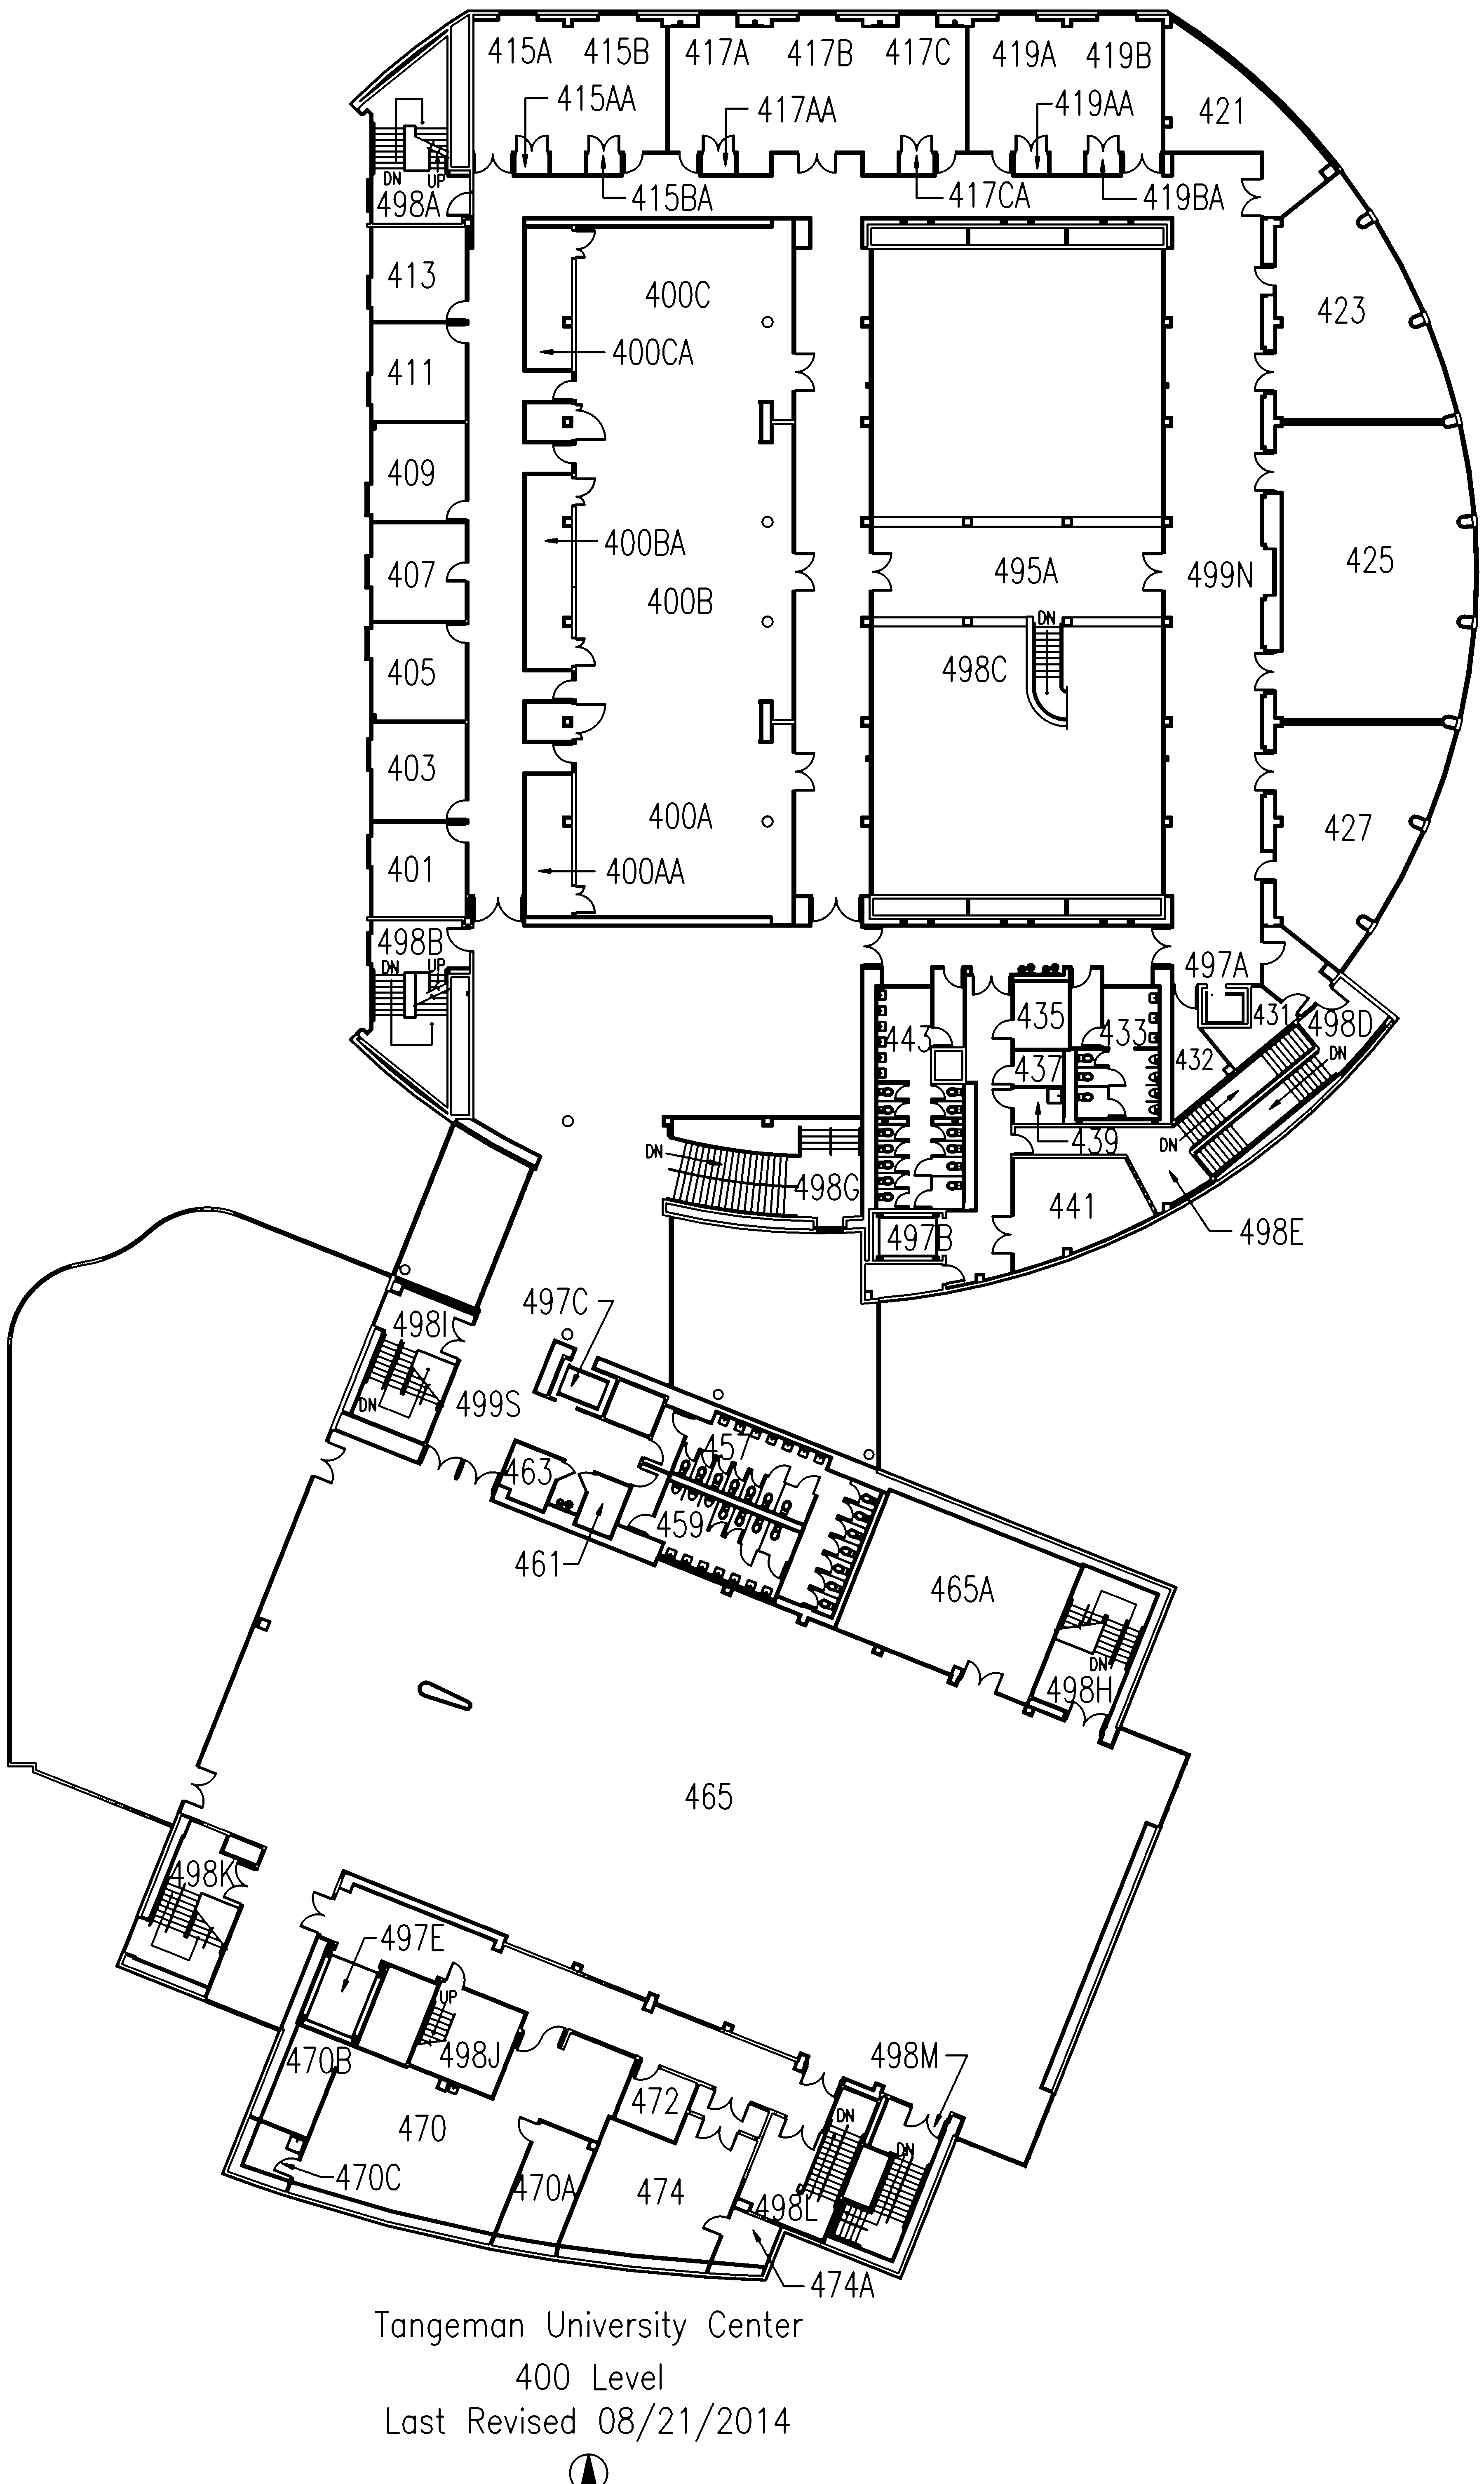 415A 415B 417A 417B 417C 419A 419B
415AA 417AA 419AA 421
DN UP
498A 415BA 417CA 419BA
413 400C 423
411 400CA
409
400BA
407 495A 499N 425
400B
DN
405 498C
403
400A 427
401 400AA
498B
DN UP 497A
435 431 498D
443 433
437 432 DN
439 DN
DN 498G
441
497B 498E
497C
498I
DN 499S
457
463
459
461
465A
DN
498H
465
498K
497E
UP
470B 498J 498M
472 DN
470 DN
470C 470A 474 498L
474A
Tangeman University Center
400 Level
Last Revised 08/21/2014